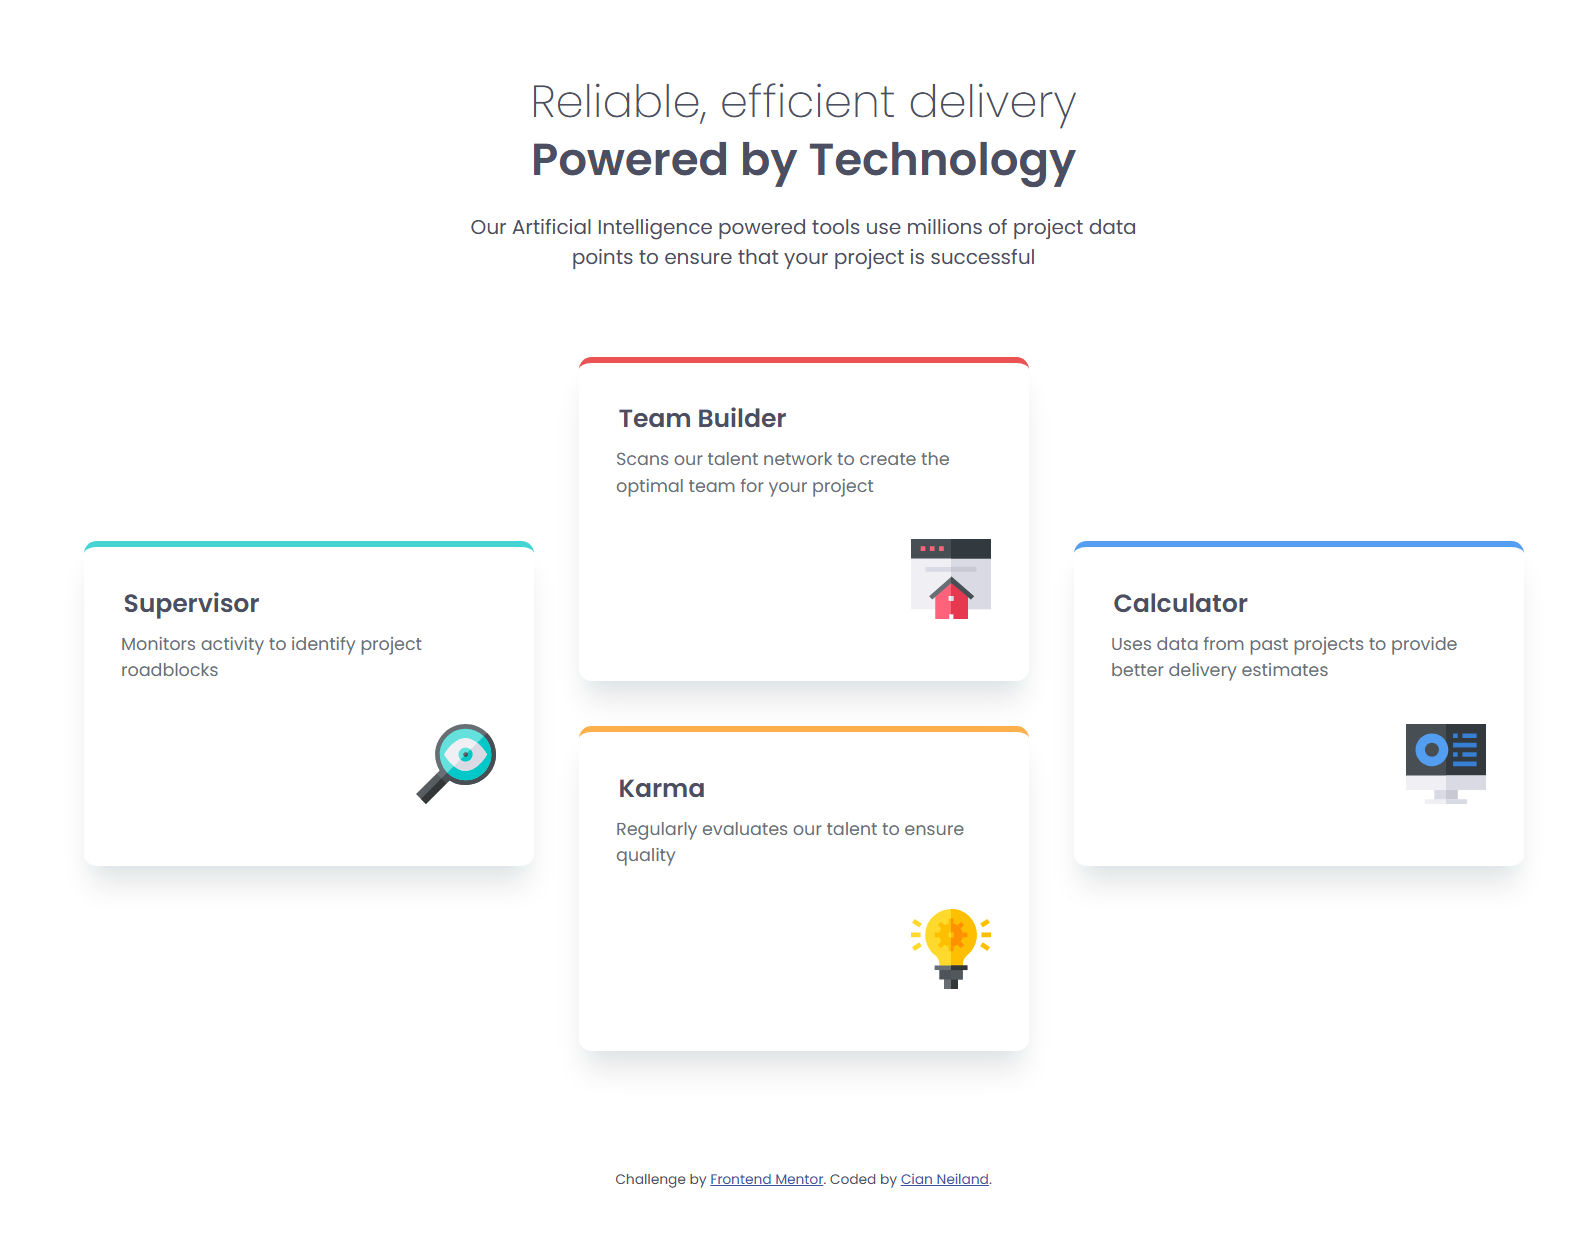 Reliable, efficient delivery
Powered by Technology
Our Artificial Intelligence powered tools use millions of project data
points to ensure that your project is successful
Supervisor
Monitors activity to identify project
roadblocks
Team Builder
Scans our talent network to create the
optimal team for your project
Karma
Regularly evaluates our talent to ensure
quality
Calculator
Uses data from past projects to provide
better delivery estimates
Challenge by Frontend Mentor. Coded by Cian Neiland.